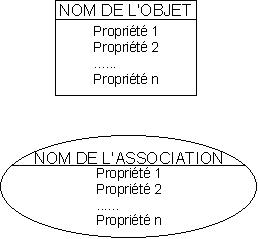 NOM DE L'OBJET
Propriété 1
Propriété 2
......
Propriété n
NOM DE L'ASSOCIATION
Propriété 1
Propriété 2
......
Propriété n